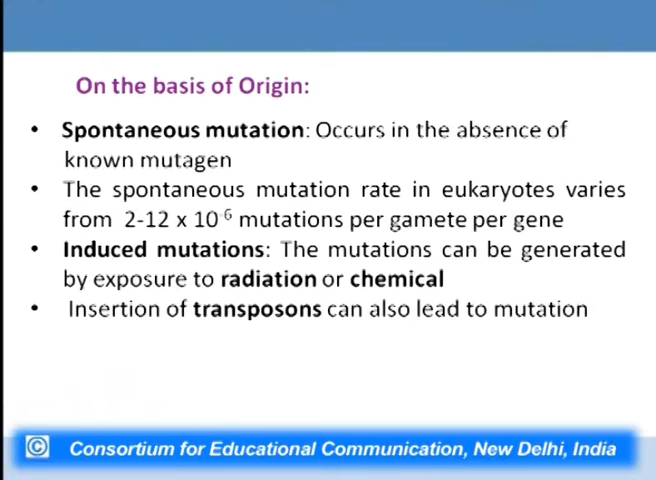 On the basis of Origin:
• Spontaneous mutation: Occurs in the absence of
known mutagen
• The spontaneous mutation rate in eukaryotes varies
from 2-12 x 10⁻⁶ mutations per gamete per gene
• Induced mutations: The mutations can be generated
by exposure to radiation or chemical
• Insertion of transposons can also lead to mutation
© Consortium for Educational Communication, New Delhi, India